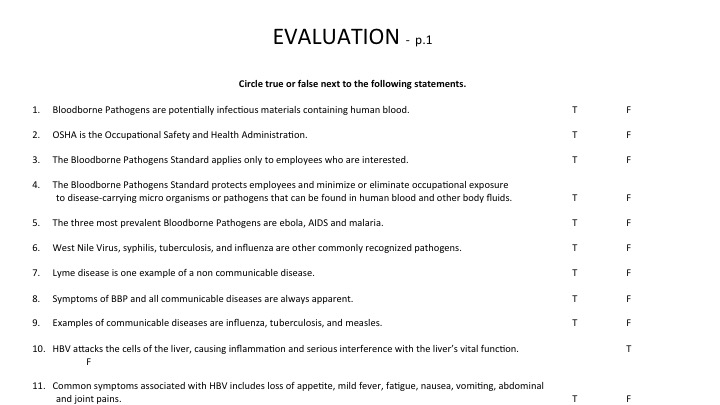 EVALUATION - p.1
Circle true or false next to the following statements.
1. Bloodborne Pathogens are potentially infectious materials containing human blood. T F
2. OSHA is the Occupational Safety and Health Administration. T F
3. The Bloodborne Pathogens Standard applies only to employees who are interested. T F
4. The Bloodborne Pathogens Standard protects employees and minimize or eliminate occupational exposure
to disease-carrying micro organisms or pathogens that can be found in human blood and other body fluids. T F
5. The three most prevalent Bloodborne Pathogens are ebola, AIDS and malaria. T F
6. West Nile Virus, syphilis, tuberculosis, and influenza are other commonly recognized pathogens. T F
7. Lyme disease is one example of a non communicable disease. T F
8. Symptoms of BBP and all communicable diseases are always apparent. T F
9. Examples of communicable diseases are influenza, tuberculosis, and measles. T F
10. HBV attacks the cells of the liver, causing inflammation and serious interference with the liver's vital function. T
F
11. Common symptoms associated with HBV includes loss of appetite, mild fever, fatigue, nausea, vomiting, abdominal
and joint pains. T F